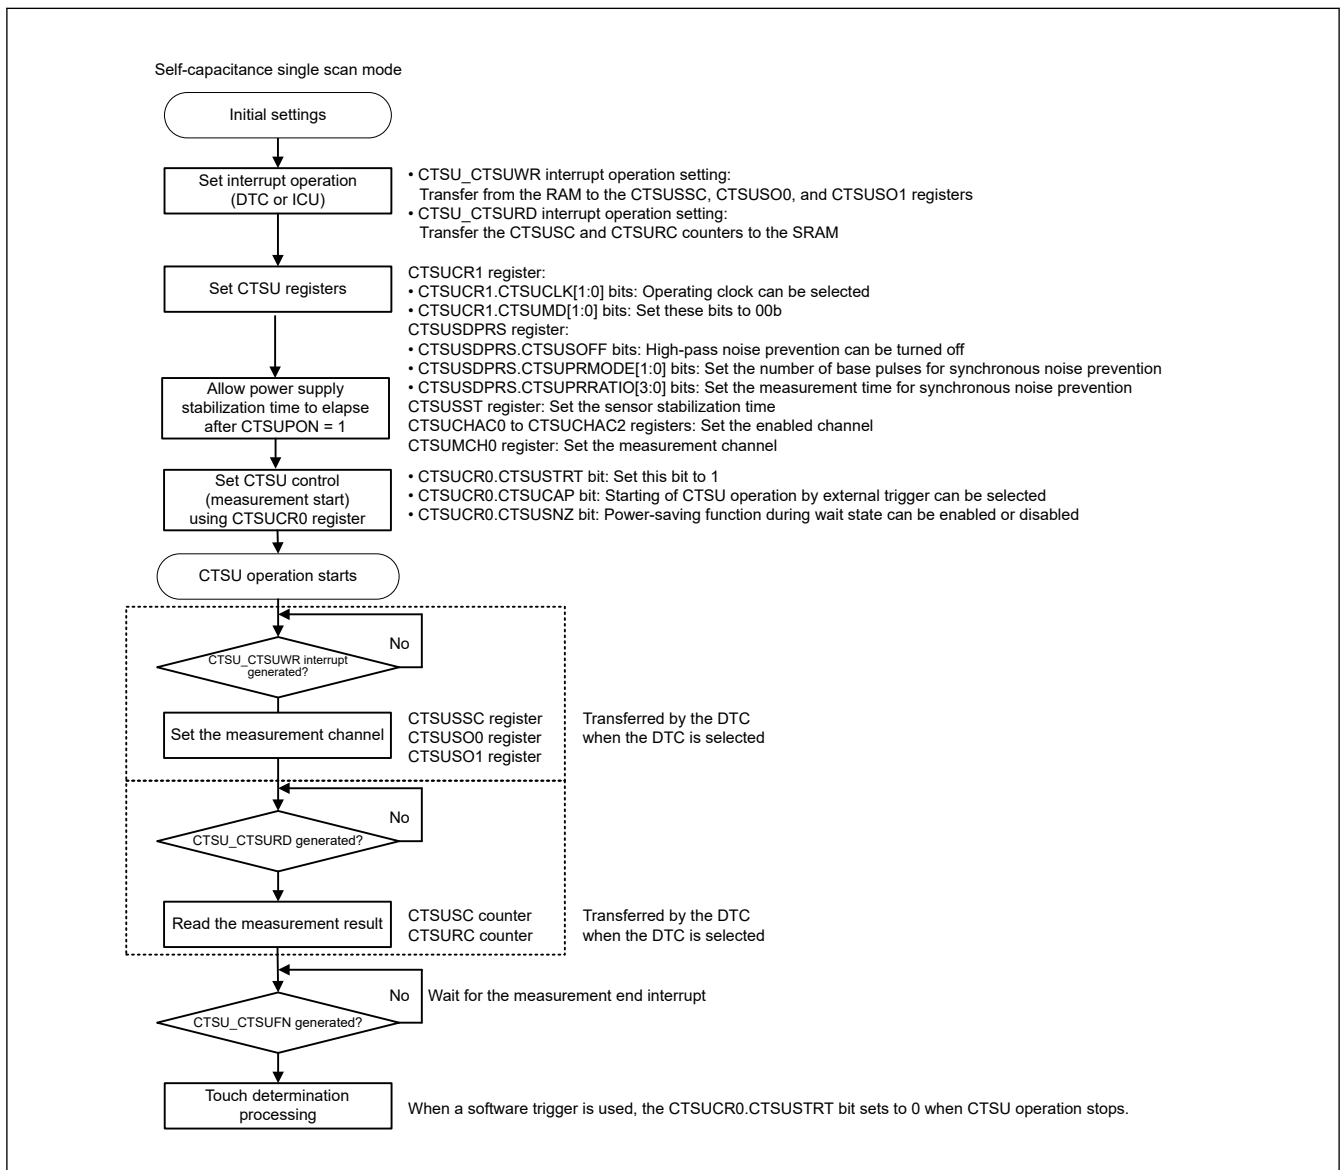 Self-capacitance single scan mode
Initial settings
Set interrupt operation
(DTC or ICU)
• CTSU_CTSUWR interrupt operation setting:
Transfer from the RAM to the CTSUSSC, CTSUSO0, and CTSUSO1 registers
• CTSU_CTSURD interrupt operation setting:
Transfer the CTSUSC and CTSURC counters to the SRAM
Set CTSU registers
CTSUCR1 register:
• CTSUCR1.CTSUCLK[1:0] bits: Operating clock can be selected
• CTSUCR1.CTSUMD[1:0] bits: Set these bits to 00b
CTSUSDPRS register:
• CTSUSDPRS.CTSUSOFF bits: High-pass noise prevention can be turned off
• CTSUSDPRS.CTSUPRMODE[1:0] bits: Set the number of base pulses for synchronous noise prevention
• CTSUSDPRS.CTSUPRRATIO[3:0] bits: Set the measurement time for synchronous noise prevention
CTSUSST register: Set the sensor stabilization time
CTSUCHAC0 to CTSUCHAC2 registers: Set the enabled channel
CTSUMCH0 register: Set the measurement channel
Allow power supply
stabilization time to elapse
after CTSUPON = 1
Set CTSU control
(measurement start)
using CTSUCR0 register
• CTSUCR0.CTSUSTRT bit: Set this bit to 1
• CTSUCR0.CTSUCAP bit: Starting of CTSU operation by external trigger can be selected
• CTSUCR0.CTSUSNZ bit: Power-saving function during wait state can be enabled or disabled
CTSU operation starts
No
CTSU_CTSUWR interrupt
generated?
Set the measurement channel
CTSUSSC register
CTSUSO0 register
CTSUSO1 register
Transferred by the DTC
when the DTC is selected
No
CTSU_CTSURD generated?
Read the measurement result
CTSUSC counter
CTSURC counter
Transferred by the DTC
when the DTC is selected
No
Wait for the measurement end interrupt
CTSU_CTSUFN generated?
Touch determination
processing
When a software trigger is used, the CTSUCR0.CTSUSTRT bit sets to 0 when CTSU operation stops.